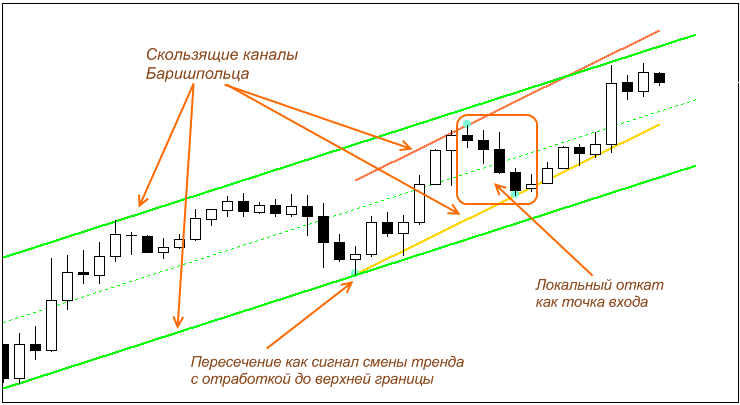 Скользящие каналы
Баришпольца
Локальный откат
как точка входа
Пересечение как сигнал смены тренда
с отработкой до верхней границы